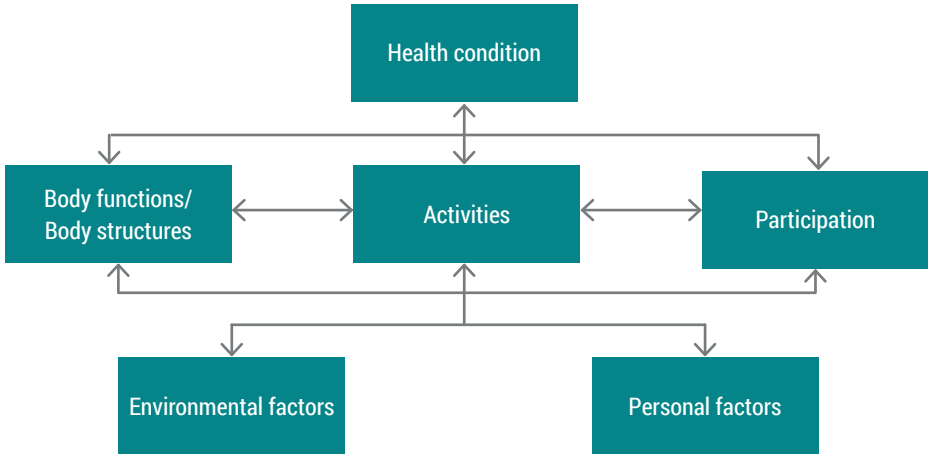 Health condition
Body functions/
Body structures
Activities
Participation
Environmental factors
Personal factors